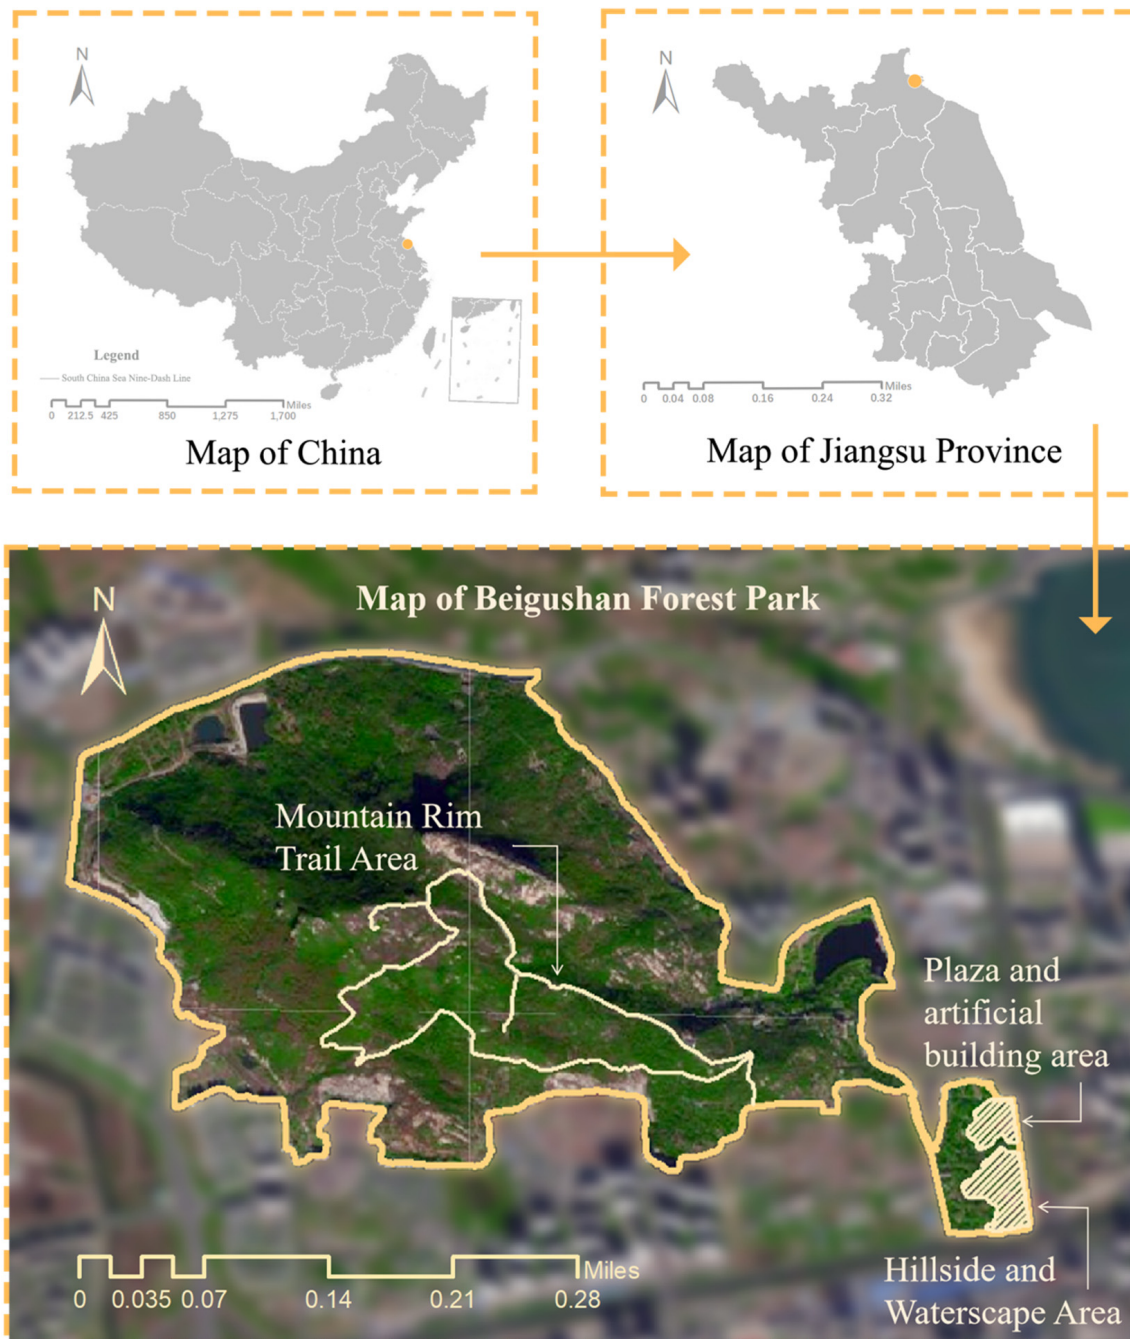 N
Legend
South China Sea Nine-Dash Line
Miles
0 212.5 425 850 1,275 1,700
Map of China
N
Miles
0 0.04 0.08 0.16 0.24 0.32
Map of Jiangsu Province
N
Map of Beigushan Forest Park
Mountain Rim
Trail Area
Plaza and
artificial
building area
Hillside and
Waterscape Area
Miles
0 0.035 0.07 0.14 0.21 0.28